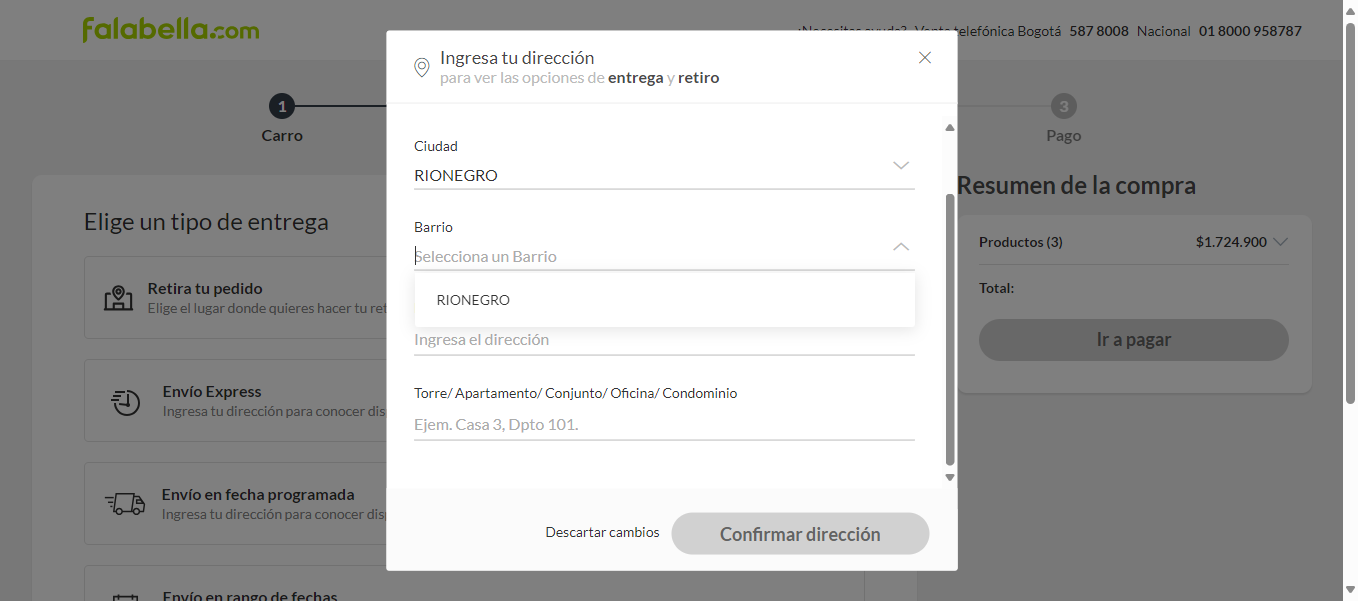 falabella.com
¿Necesitas ayuda? Venta telefónica Bogotá 587 8008 Nacional 01 8000 958787
1
3
Carro
Pago
Elige un tipo de entrega
Retira tu pedido
Elige el lugar donde quieres hacer tu
Envío Express
Ingresa tu dirección para conocer
Envío en fecha programada
Ingresa tu dirección para conocer
Envío en rango de fechas
Ingresa tu dirección
para ver las opciones de entrega y retiro
Ciudad
RIONEGRO
Barrio
Selecciona un Barrio
RIONEGRO
Ingresa el dirección
Torre/ Apartamento/ Conjunto/ Oficina/ Condominio
Ejem. Casa 3, Dpto 101.
Descartar cambios
Confirmar dirección
Resumen de la compra
Productos (3) $1.724.900
Total:
Ir a pagar